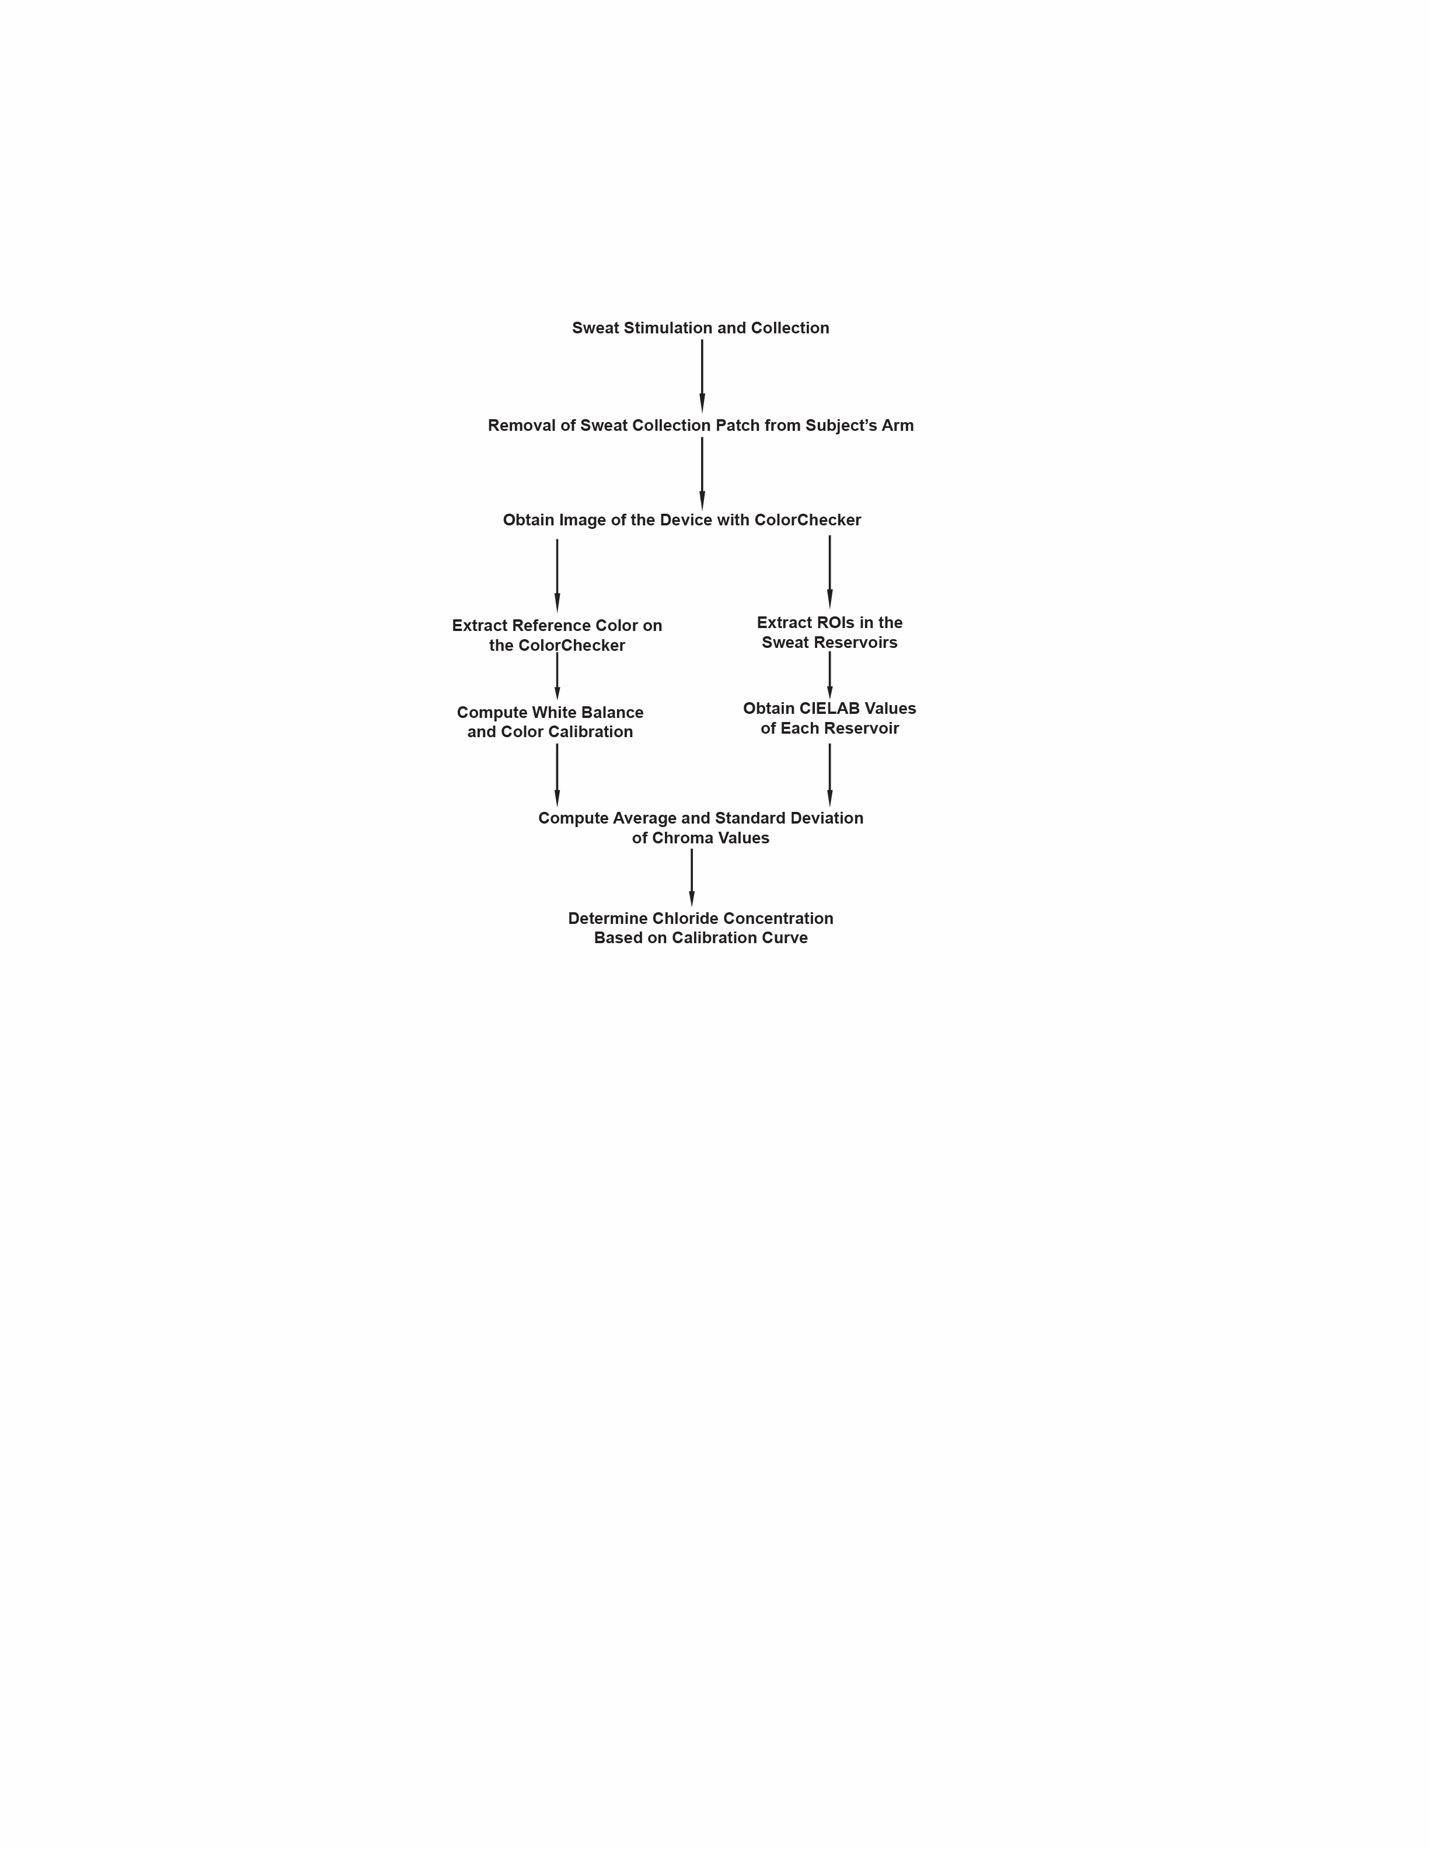 Sweat Stimulation and Collection
Removal of Sweat Collection Patch from Subject’s Arm
Obtain Image of the Device with ColorChecker
Extract Reference Color on
the ColorChecker
Extract ROIs in the
Sweat Reservoirs
Compute White Balance
and Color Calibration
Obtain CIELAB Values
of Each Reservoir
Compute Average and Standard Deviation
of Chroma Values
Determine Chloride Concentration
Based on Calibration Curve